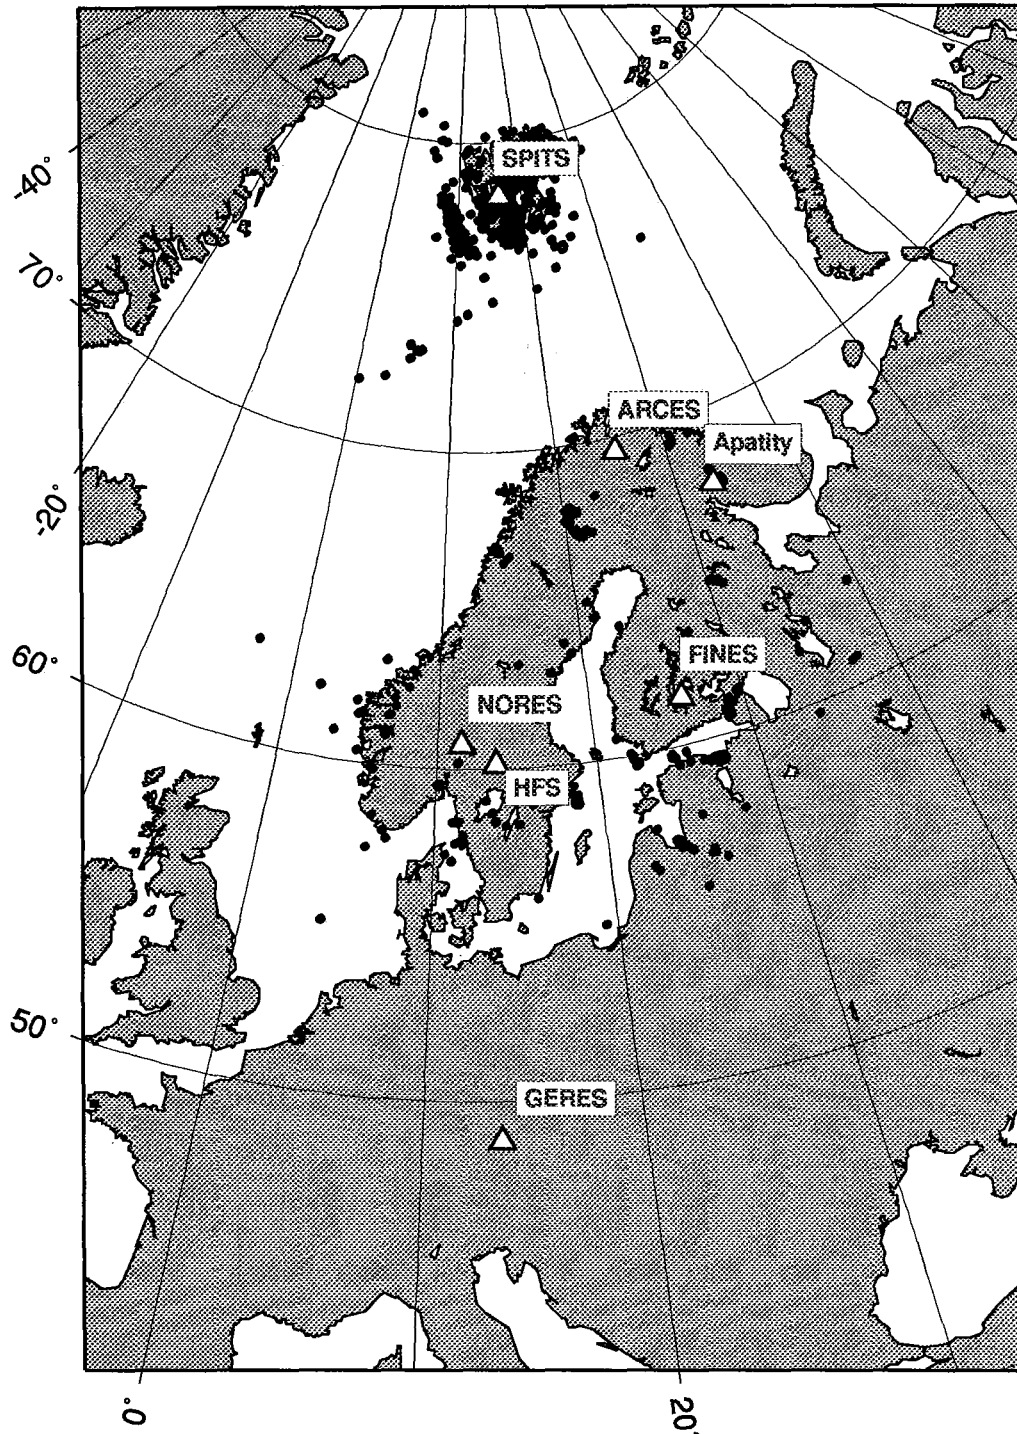 SPITS
-40°
70°
ARCES
Apatity
-20°
FINES
60°
NORES
HFS
50°
GERES
0°
20°